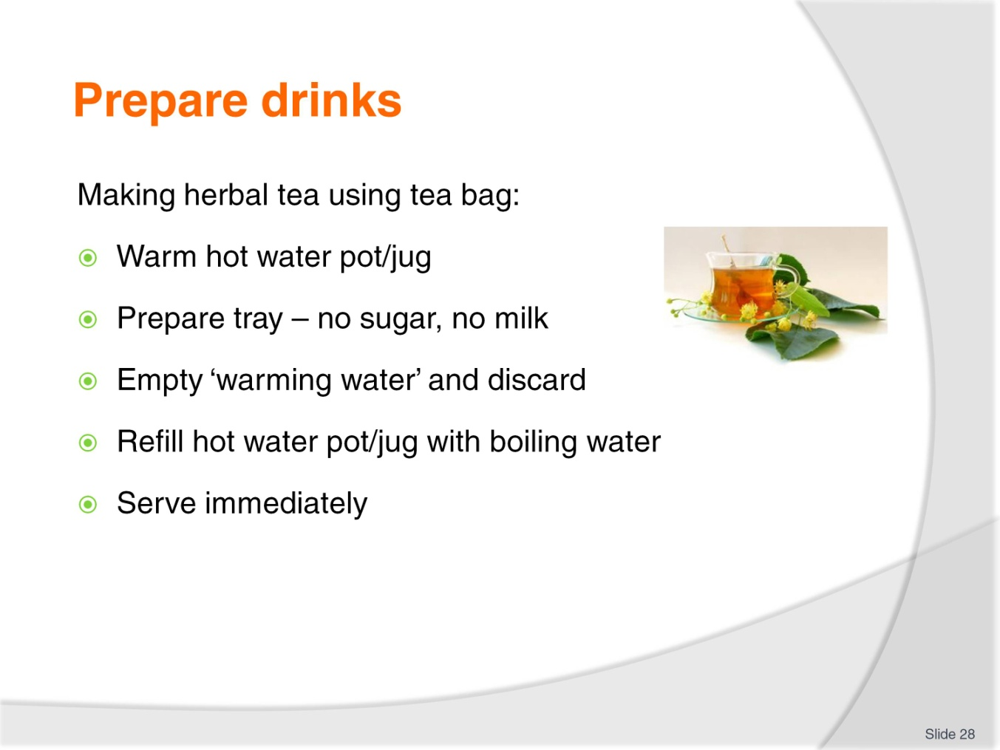 Prepare drinks
Making herbal tea using tea bag:
Warm hot water pot/jug
Prepare tray – no sugar, no milk
Empty ‘warming water’ and discard
Refill hot water pot/jug with boiling water
Serve immediately
Slide 28